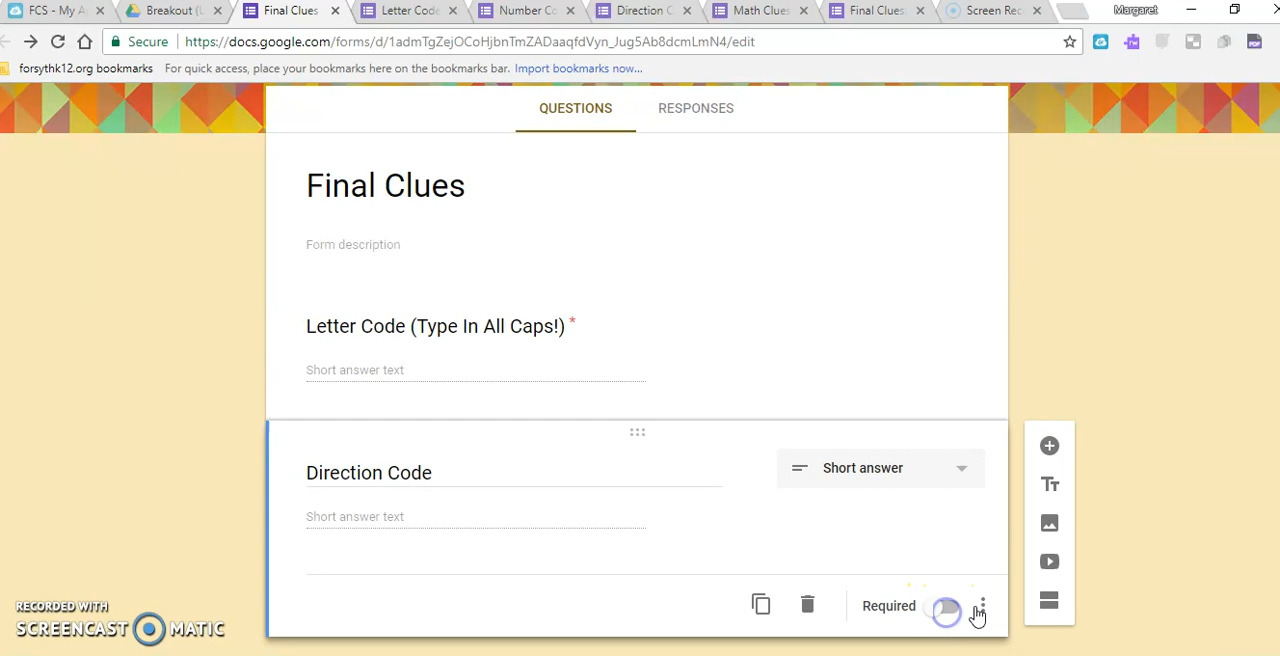 FCS - My A
Breakout (L
Final Clues
Letter Code
Number Co
Direction C
Math Clues
Final Clues
Screen Rec
Margaret
Secure
https://docs.google.com/forms/d/1admTgZejOCoHjbnTmZADaaqfdVyn_Jug5Ab8dcmLmN4/edit
forsythk12.org bookmarks
For quick access, place your bookmarks here on the bookmarks bar. Import bookmarks now...
QUESTIONS
RESPONSES
Final Clues
Form description
Letter Code (Type In All Caps!) *
Short answer text
Direction Code
Short answer
Short answer text
Required
RECORDED WITH
SCREENCAST MATIC